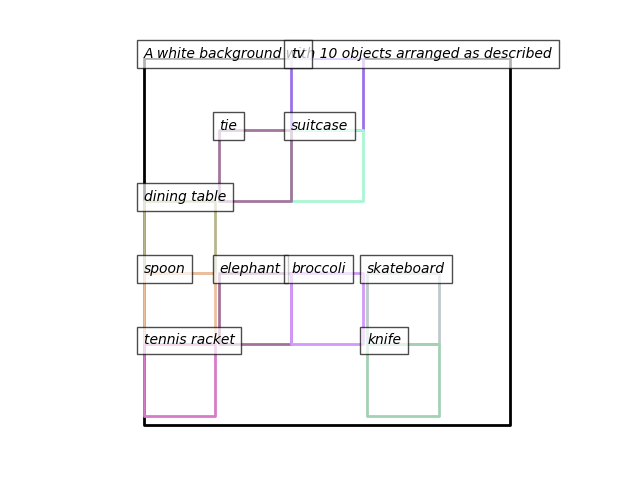 A white background with 10 objects arranged as described
tv
tie
suitcase
dining table
spoon
elephant
broccoli
skateboard
tennis racket
knife